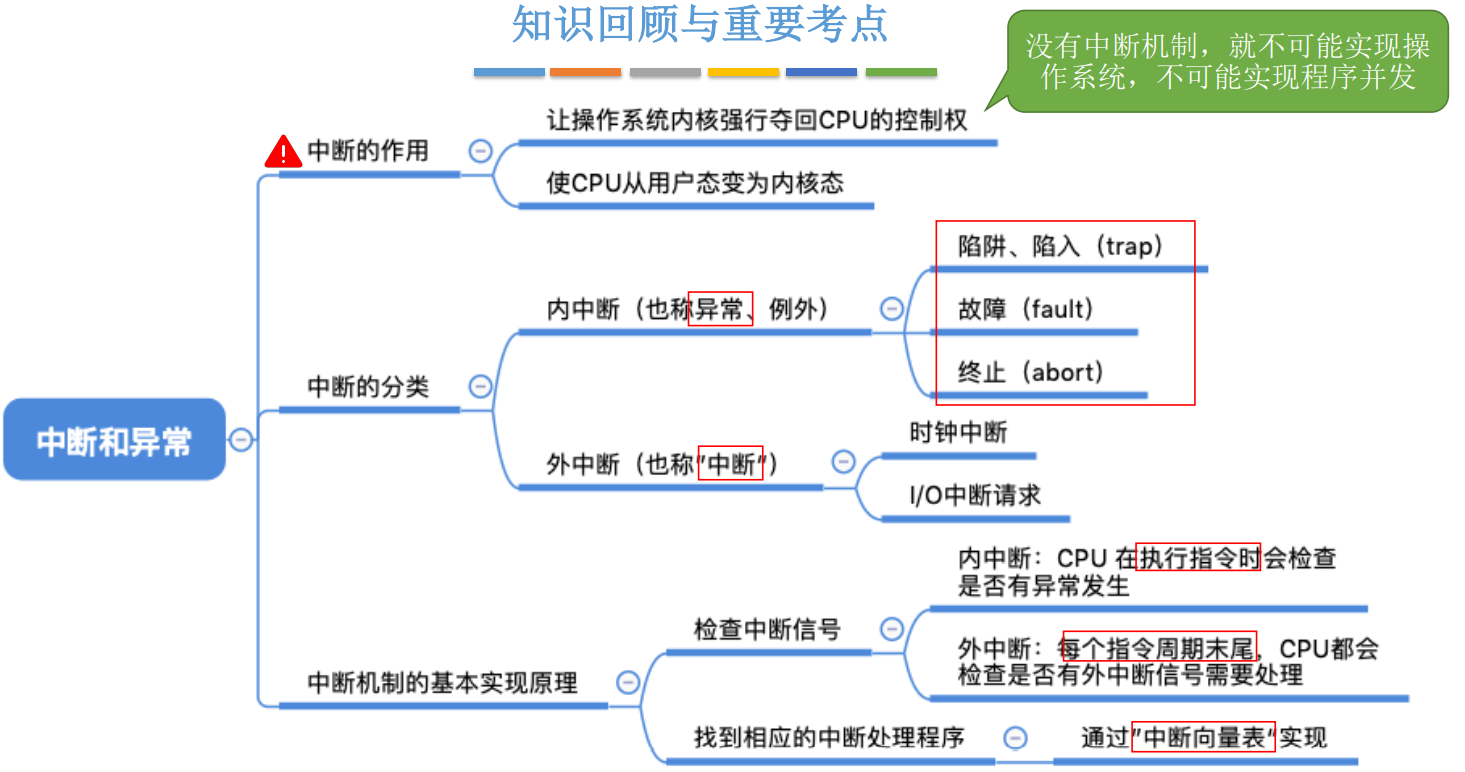 知识回顾与重要考点
没有中断机制，就不可能实现操
作系统，不可能实现程序并发
中断和异常
中断的作用
让操作系统内核强行夺回CPU的控制权
使CPU从用户态变为内核态
中断的分类
内中断（也称异常、例外）
陷阱、陷入（trap）
故障（fault）
终止（abort）
外中断（也称”中断“）
时钟中断
I/O中断请求
中断机制的基本实现原理
检查中断信号
内中断：CPU 在执行指令时会检查
是否有异常发生
外中断：每个指令周期末尾，CPU都会
检查是否有外中断信号需要处理
找到相应的中断处理程序
通过”中断向量表“实现